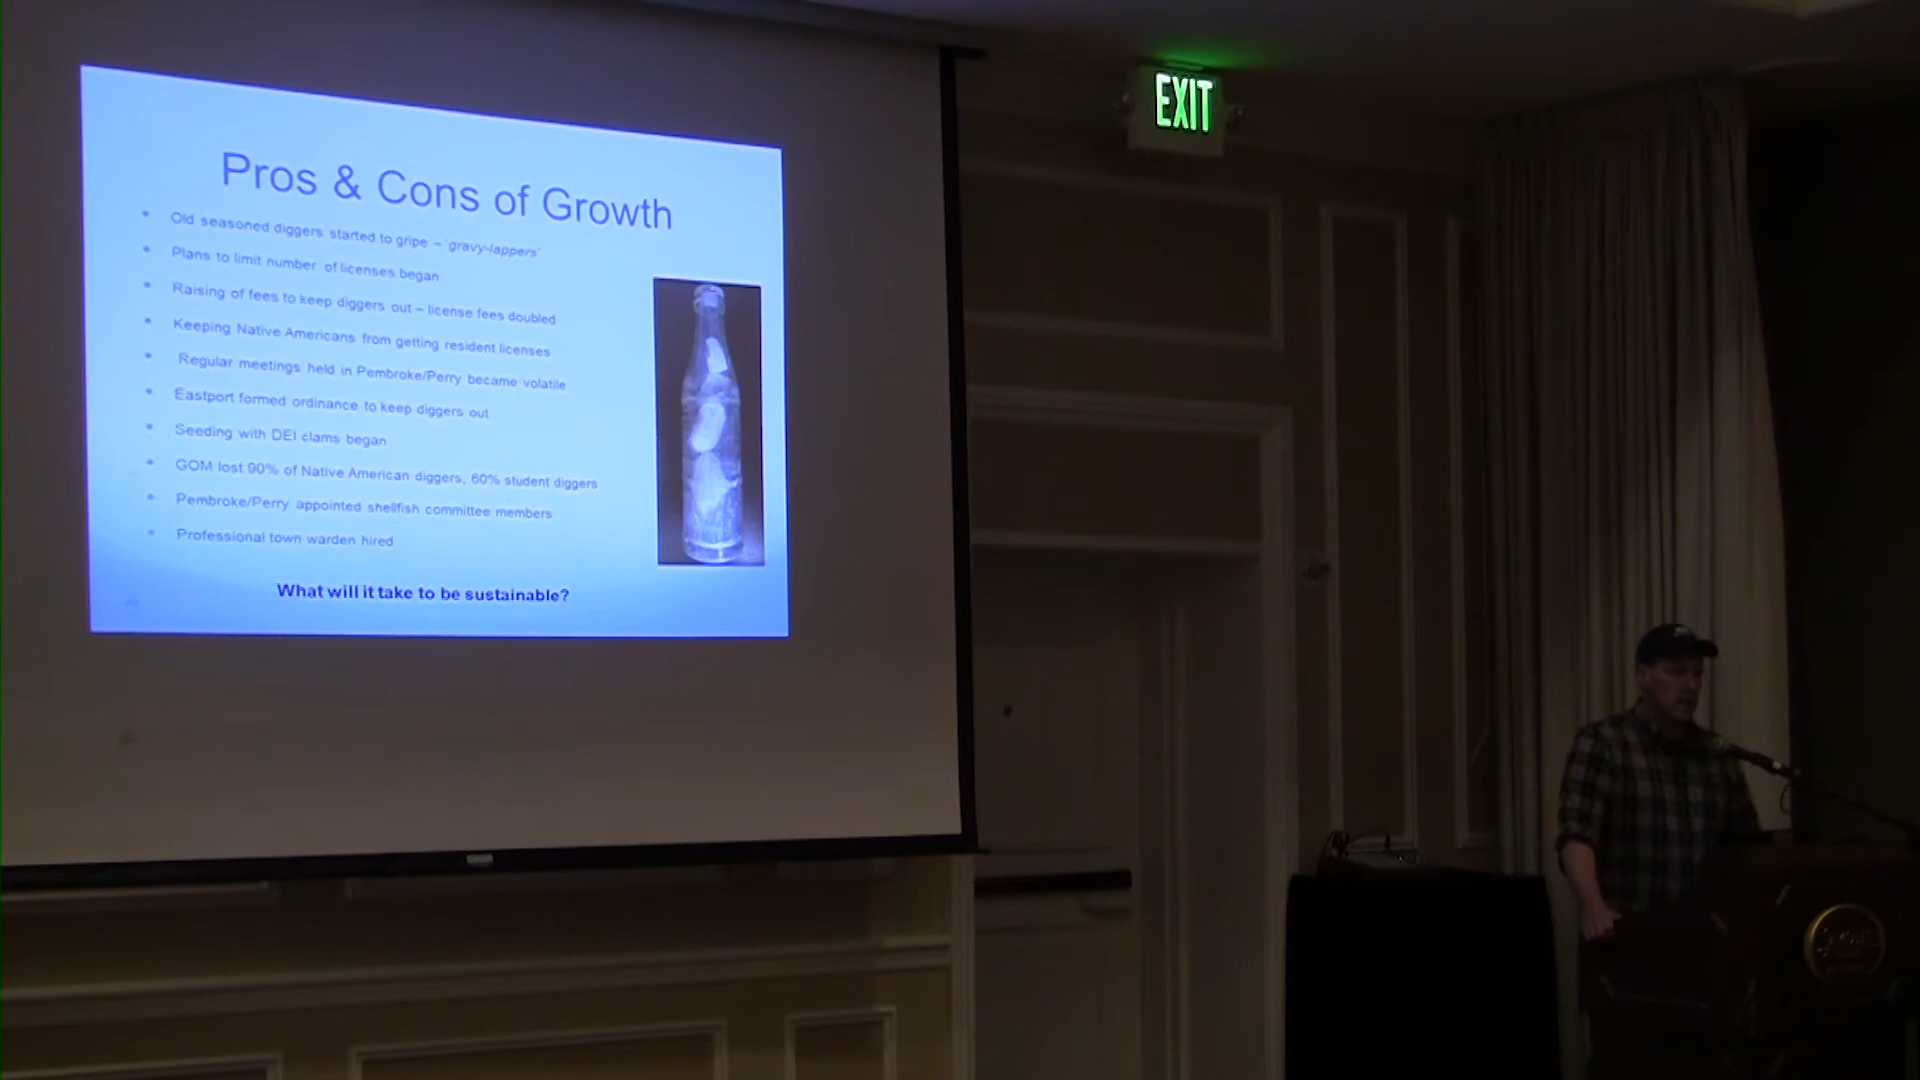 Pros & Cons of Growth
Old seasoned diggers started to gripe – 'gravy-lappers'
Plans to limit number of licenses began
Raising of fees to keep diggers out – license fees doubled
Keeping Native Americans from getting resident licenses
Regular meetings held in Pembroke/Perry became volatile
Eastport formed ordinance to keep diggers out
Seeding with DEI clams began
GOM lost 90% of Native American diggers, 60% student diggers
Pembroke/Perry appointed shellfish committee members
Professional town warden hired
What will it take to be sustainable?
EXIT